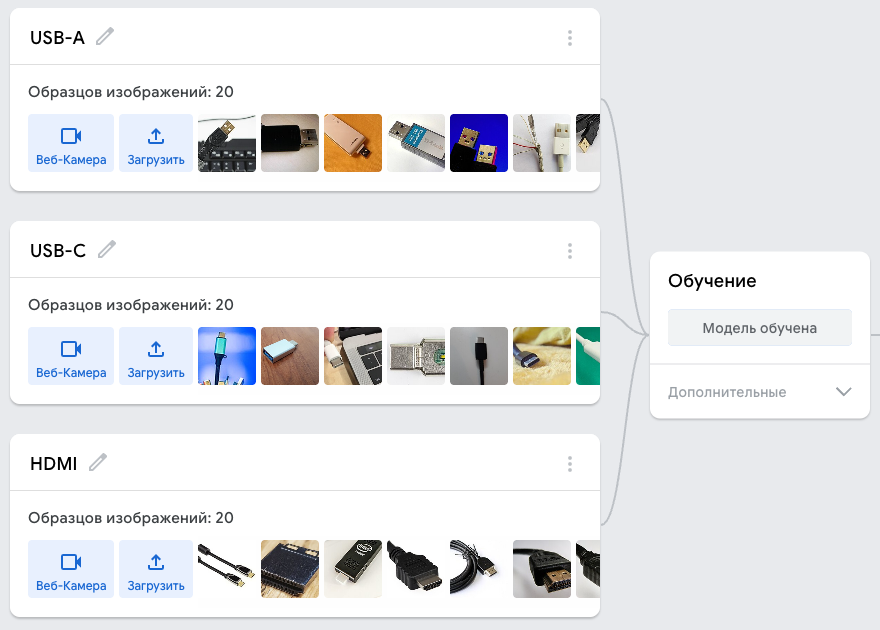 USB-A
Образцов изображений: 20
Веб-Камера
Загрузить
USB-C
Образцов изображений: 20
Веб-Камера
Загрузить
Обучение
Модель обучена
Дополнительные
HDMI
Образцов изображений: 20
Веб-Камера
Загрузить
intel